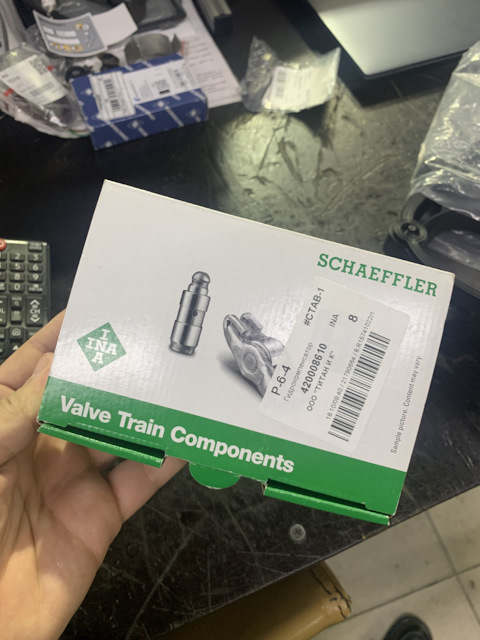 SCHAEFFLER
INA
Valve Train Components
Sample picture. Content may vary.
#СТАВ-1
P-6-4
Гидрокомпенсатор
INA
8
420008610
ООО "ТИТАН И К"